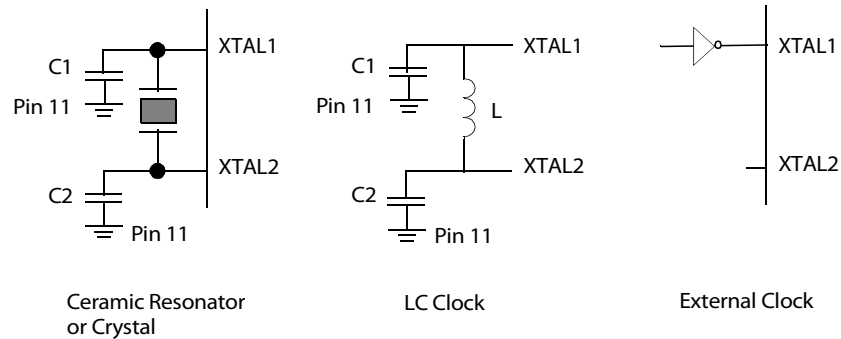 XTAL1
C1
Pin 11
XTAL2
C2
Pin 11
Ceramic Resonator
or Crystal
XTAL1
C1
Pin 11
L
XTAL2
C2
Pin 11
LC Clock
XTAL1
XTAL2
External Clock